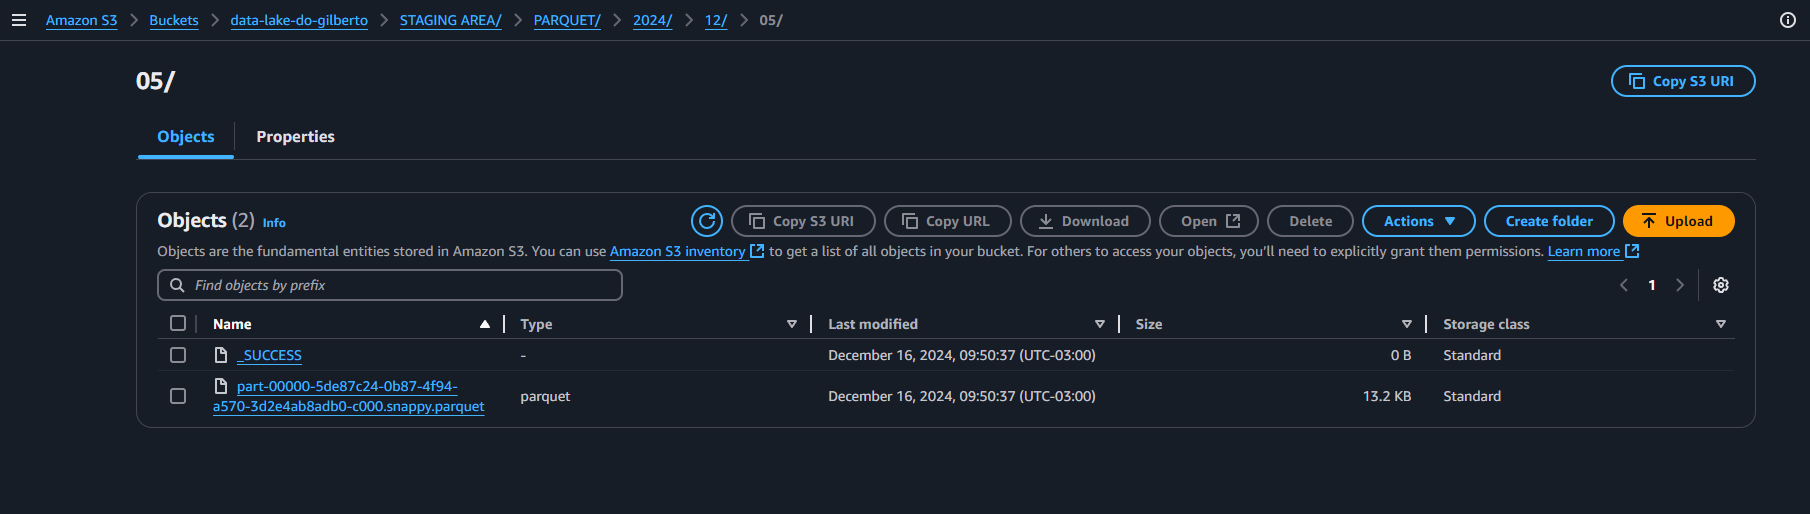 Amazon S3 > Buckets > data-lake-do-gilberto > STAGING AREA/ > PARQUET/ > 2024/ > 12/ > 05/
05/
Copy S3 URI
Objects Properties
Objects (2) Info
Copy S3 URI Copy URL Download Open Delete Actions Create folder Upload
Objects are the fundamental entities stored in Amazon S3. You can use Amazon S3 inventory to get a list of all objects in your bucket. For others to access your objects, you’ll need to explicitly grant them permissions. Learn more
Find objects by prefix
1
Name Type Last modified Size Storage class
_SUCCESS - December 16, 2024, 09:50:37 (UTC-03:00) 0 B Standard
part-00000-5de87c24-0b87-4f94-
a570-3d2e4ab8adb0-c000.snappy.parquet parquet December 16, 2024, 09:50:37 (UTC-03:00) 13.2 KB Standard